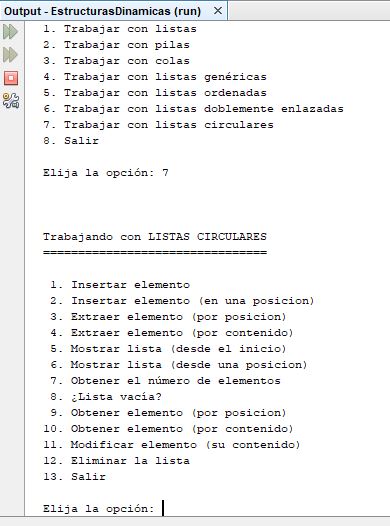 Output - EstructurasDinamicas (run) ×
1. Trabajar con listas
2. Trabajar con pilas
3. Trabajar con colas
4. Trabajar con listas genéricas
5. Trabajar con listas ordenadas
6. Trabajar con listas doblemente enlazadas
7. Trabajar con listas circulares
8. Salir
Elija la opción: 7
Trabajando con LISTAS CIRCULARES
================================
1. Insertar elemento
2. Insertar elemento (en una posicion)
3. Extraer elemento (por posicion)
4. Extraer elemento (por contenido)
5. Mostrar lista (desde el inicio)
6. Mostrar lista (desde una posicion)
7. Obtener el número de elementos
8. ¿Lista vacía?
9. Obtener elemento (por posicion)
10. Obtener elemento (por contenido)
11. Modificar elemento (su contenido)
12. Eliminar la lista
13. Salir
Elija la opción: